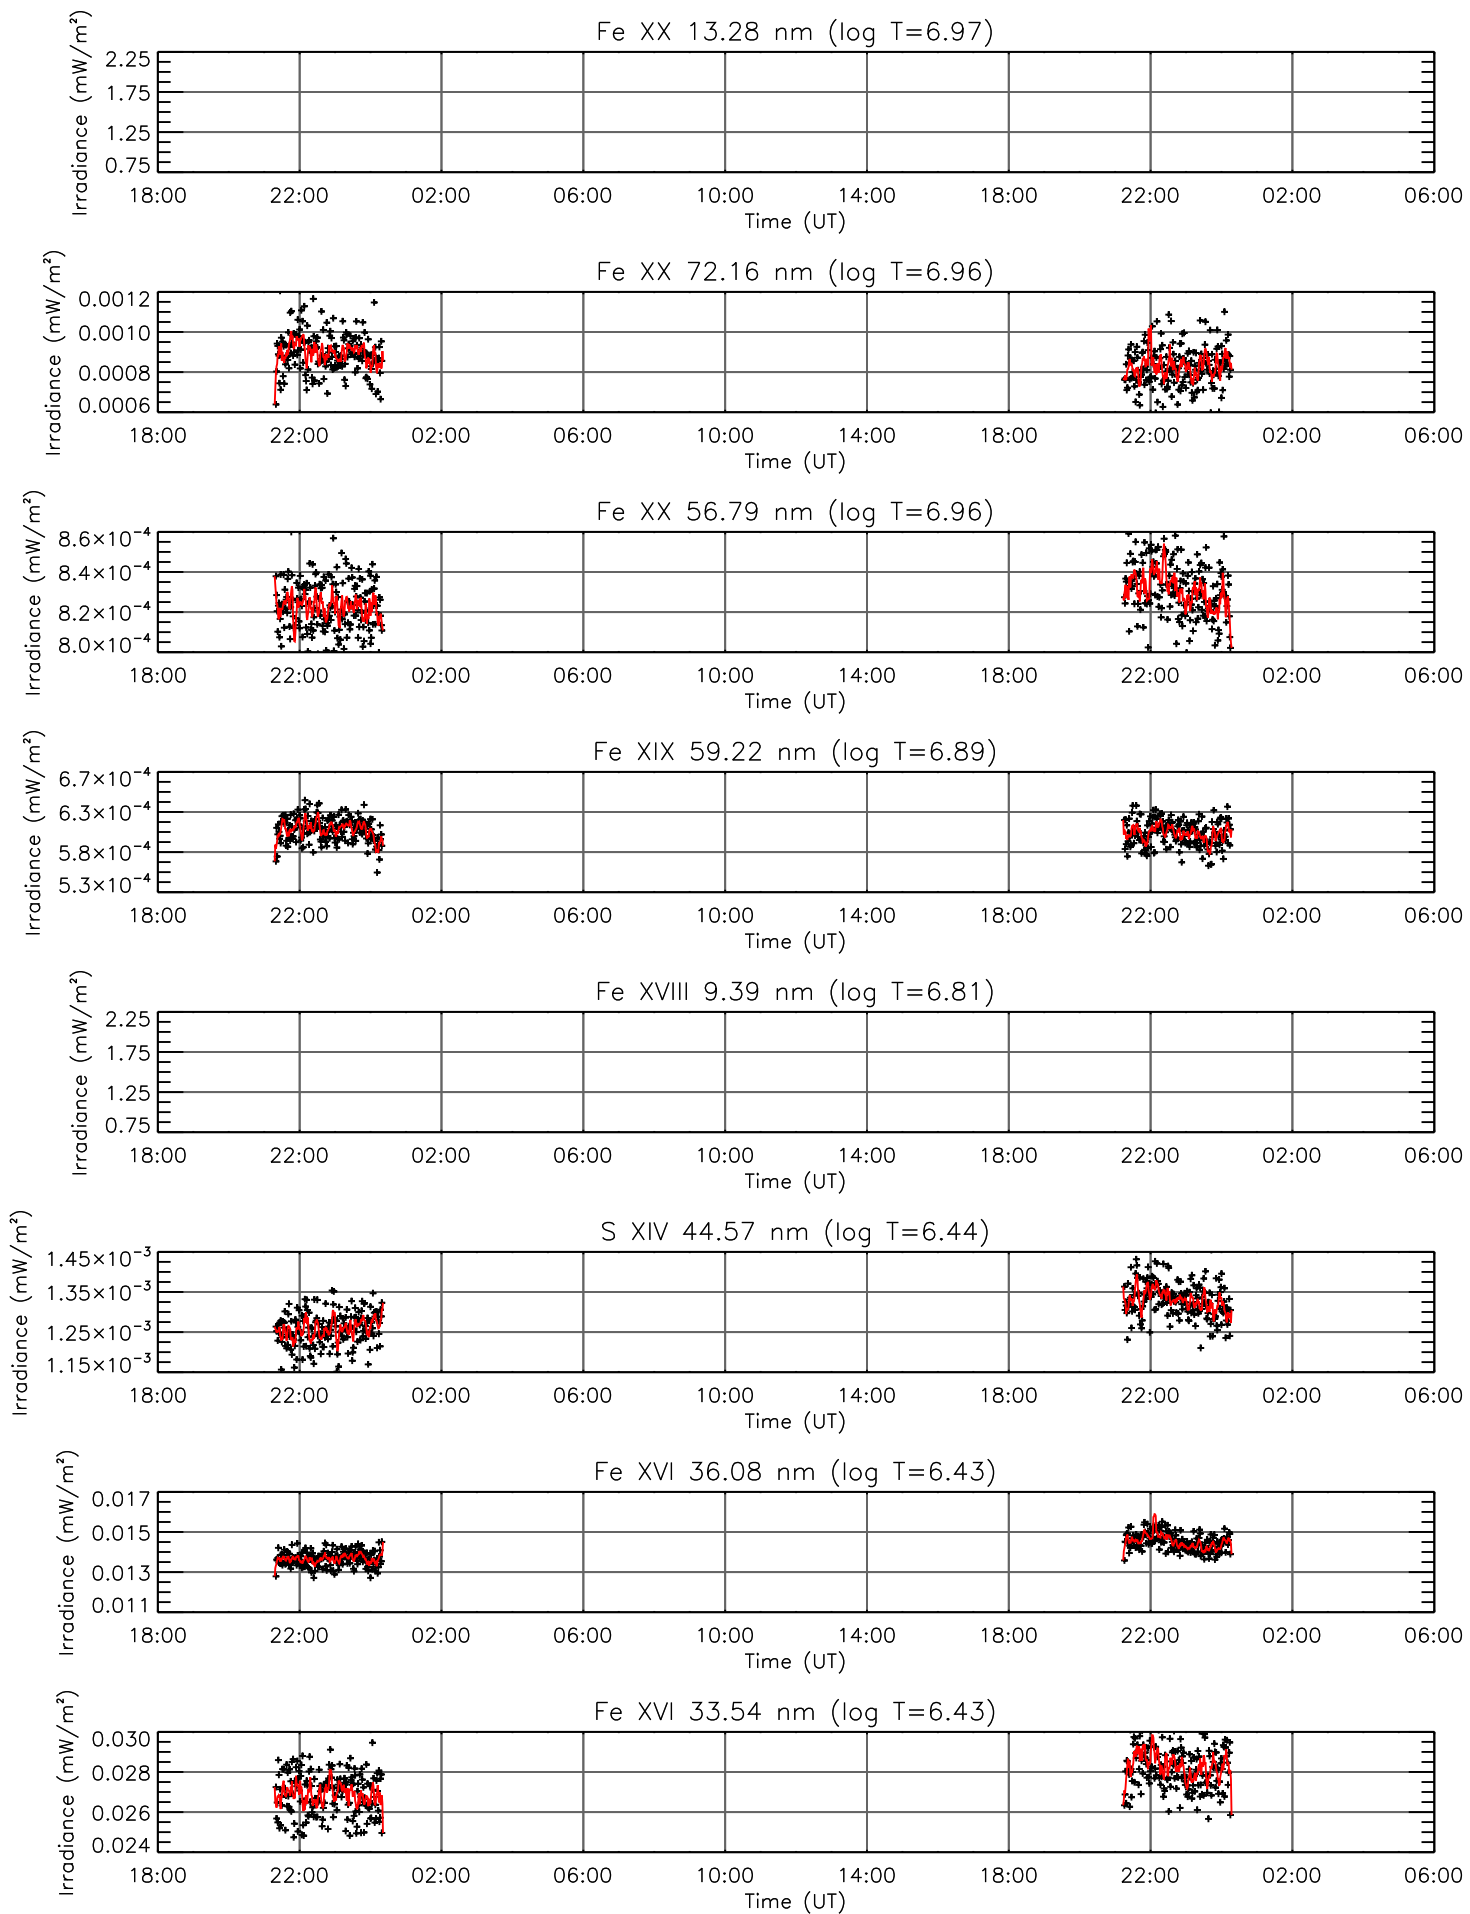 Fe XX 13.28 nm (log T=6.97)
Irradiance (mW/m²)
2.25
1.75
1.25
0.75
18:00 22:00 02:00 06:00 10:00 14:00 18:00 22:00 02:00 06:00
Time (UT)
Fe XX 72.16 nm (log T=6.96)
Irradiance (mW/m²)
0.0012
0.0010
0.0008
0.0006
18:00 22:00 02:00 06:00 10:00 14:00 18:00 22:00 02:00 06:00
Time (UT)
Fe XX 56.79 nm (log T=6.96)
Irradiance (mW/m²)
8.6×10⁻⁴
8.4×10⁻⁴
8.2×10⁻⁴
8.0×10⁻⁴
18:00 22:00 02:00 06:00 10:00 14:00 18:00 22:00 02:00 06:00
Time (UT)
Fe XIX 59.22 nm (log T=6.89)
Irradiance (mW/m²)
6.7×10⁻⁴
6.3×10⁻⁴
5.8×10⁻⁴
5.3×10⁻⁴
18:00 22:00 02:00 06:00 10:00 14:00 18:00 22:00 02:00 06:00
Time (UT)
Fe XVIII 9.39 nm (log T=6.81)
Irradiance (mW/m²)
2.25
1.75
1.25
0.75
18:00 22:00 02:00 06:00 10:00 14:00 18:00 22:00 02:00 06:00
Time (UT)
S XIV 44.57 nm (log T=6.44)
Irradiance (mW/m²)
1.45×10⁻³
1.35×10⁻³
1.25×10⁻³
1.15×10⁻³
18:00 22:00 02:00 06:00 10:00 14:00 18:00 22:00 02:00 06:00
Time (UT)
Fe XVI 36.08 nm (log T=6.43)
Irradiance (mW/m²)
0.017
0.015
0.013
0.011
18:00 22:00 02:00 06:00 10:00 14:00 18:00 22:00 02:00 06:00
Time (UT)
Fe XVI 33.54 nm (log T=6.43)
Irradiance (mW/m²)
0.030
0.028
0.026
0.024
18:00 22:00 02:00 06:00 10:00 14:00 18:00 22:00 02:00 06:00
Time (UT)